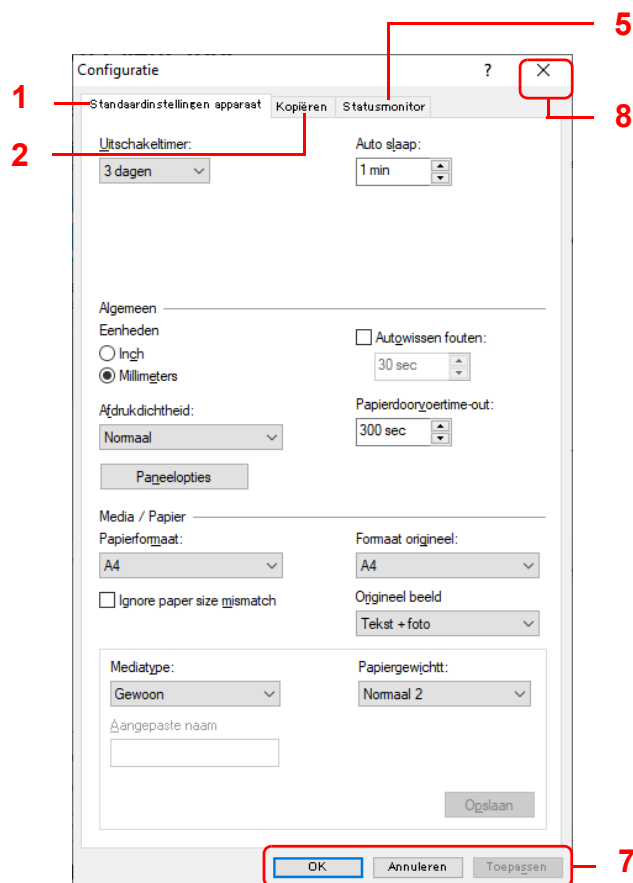 5
Configuratie ? ×
1
8
Standaardinstellingen apparaat Kopiëren Statusmonitor
2
Uitschakeltimer: Auto slaap:
3 dagen 1 min
Algemeen
Eenheden
Inch
Autowissen fouten:
Millimeters
30 sec
Afdrukdichtheid: Papierdoorvoertime-out:
Normaal 300 sec
Paneelopties
Media / Papier
Papierformaat: Formaat origineel:
A4 A4
Ignore paper size mismatch Origineel beeld
Tekst + foto
Mediatype: Papiergewichtt:
Gewoon Normaal 2
Aangepaste naam
Opslaan
OK Annuleren Toepassen
7